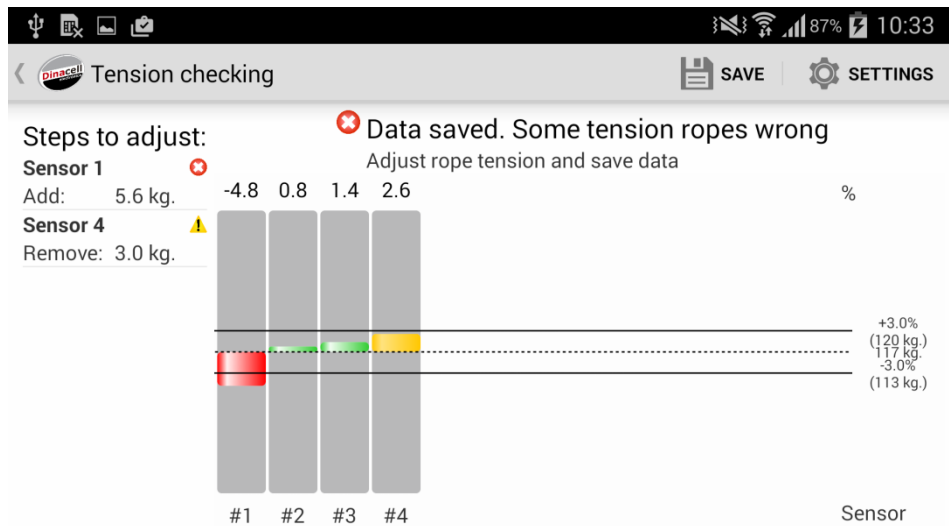 87% 10:33
Dinacell Tension checking SAVE SETTINGS
Steps to adjust:
Sensor 1
Add: 5.6 kg.
Sensor 4
Remove: 3.0 kg.
Data saved. Some tension ropes wrong
Adjust rope tension and save data
-4.8 0.8 1.4 2.6 %
+3.0%
(120 kg.)
117 kg.
-3.0%
(113 kg.)
#1 #2 #3 #4 Sensor